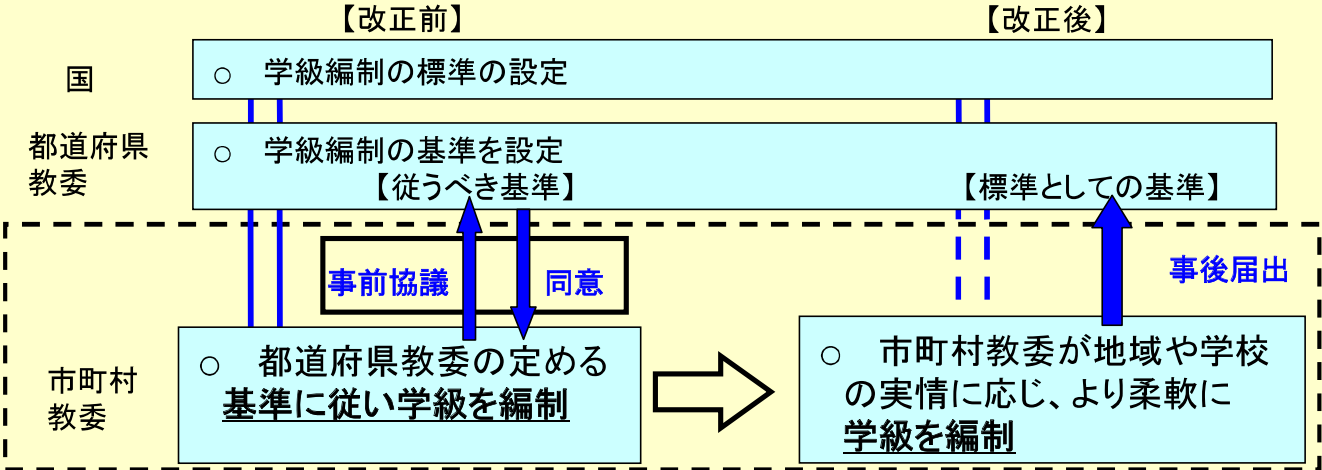 【改正前】
【改正後】
国
○　学級編制の標準の設定
都道府県
教委
○　学級編制の基準を設定
【従うべき基準】
【標準としての基準】
事前協議
同意
事後届出
市町村
教委
○　都道府県教委の定める
基準に従い学級を編制
○　市町村教委が地域や学校
の実情に応じ、より柔軟に
学級を編制